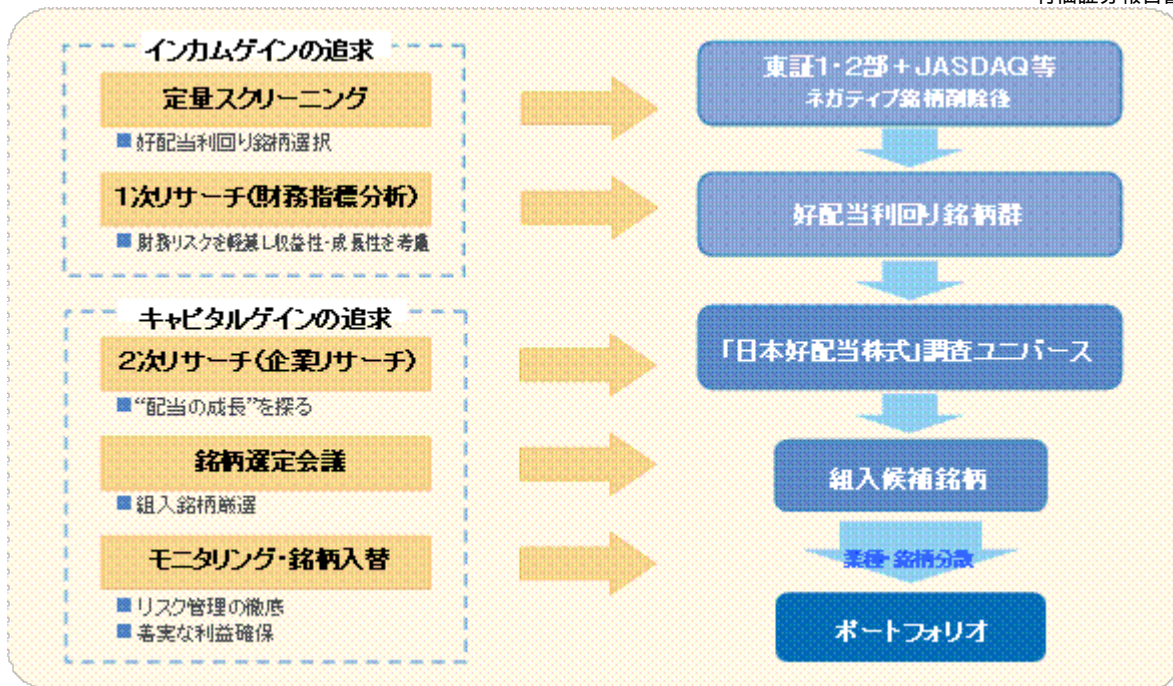 有価証券報告書
インカムゲインの追求
定量スクリーニング
■好配当利回り銘柄選択
1次リサーチ(財務指標分析)
■財務リスクを軽減し収益性・成長性を考慮
キャピタルゲインの追求
2次リサーチ(企業リサーチ)
■“配当の成長”を探る
銘柄選定会議
■組入銘柄厳選
モニタリング・銘柄入替
■リスク管理の徹底
■着実な利益確保
東証1・2部+JASDAQ等
ネガティブ銘柄削除後
好配当利回り銘柄群
「日本好配当株式」調査ユニバース
組入候補銘柄
業種・銘柄分散
ポートフォリオ